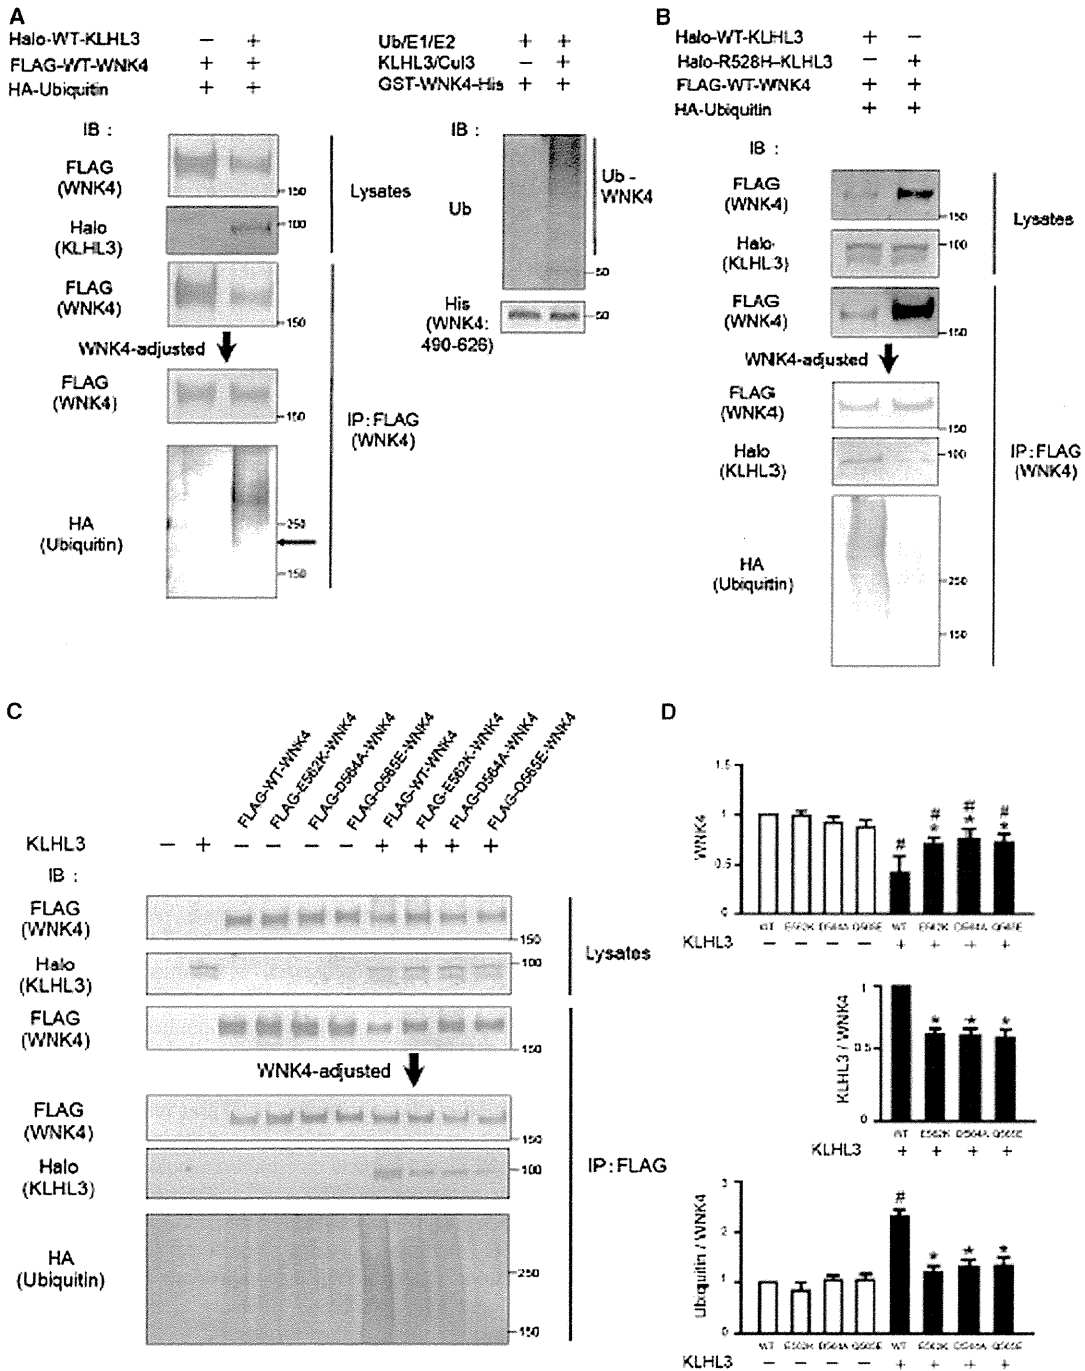 A
Halo-WT-KLHL3 − +
FLAG-WT-WNK4 + +
HA-Ubiquitin + +
IB :
FLAG
(WNK4)
150
Halo
(KLHL3)
100
Lysates
FLAG
(WNK4)
150
WNK4-adjusted
FLAG
(WNK4)
150
IP:FLAG
(WNK4)
HA
(Ubiquitin)
250
150
Ub/E1/E2 + +
KLHL3/Cul3 − +
GST-WNK4-His + +
IB :
Ub
Ub-
WNK4
50
His
(WNK4:
490-626)
50
B
Halo-WT-KLHL3 + −
Halo-R528H-KLHL3 − +
FLAG-WT-WNK4 + +
HA-Ubiquitin + +
IB :
FLAG
(WNK4)
150
Halo
(KLHL3)
100
Lysates
FLAG
(WNK4)
150
WNK4-adjusted
FLAG
(WNK4)
150
Halo
(KLHL3)
100
IP:FLAG
(WNK4)
HA
(Ubiquitin)
250
150
C
FLAG-WT-WNK4
FLAG-E562K-WNK4
FLAG-D564A-WNK4
FLAG-Q565E-WNK4
FLAG-WT-WNK4
FLAG-E562K-WNK4
FLAG-D564A-WNK4
FLAG-Q565E-WNK4
KLHL3 − + − − − − + + + +
IB :
FLAG
(WNK4)
150
Halo
(KLHL3)
100
Lysates
FLAG
(WNK4)
150
WNK4-adjusted
FLAG
(WNK4)
150
Halo
(KLHL3)
100
IP:FLAG
HA
(Ubiquitin)
250
150
D
WNK4
1.5
1
0.5
0
# # # #
* * *
WT E562K D564A Q565E WT E562K D564A Q565E
KLHL3 − − − − + + + +
KLHL3 / WNK4
1
0.5
0
* * *
WT E562K D564A Q565E
KLHL3 + + + +
Ubiquitin / WNK4
3
2
1
0
#
* * *
WT E562K D564A Q565E WT E562K D564A Q565E
KLHL3 − − − − + + + +